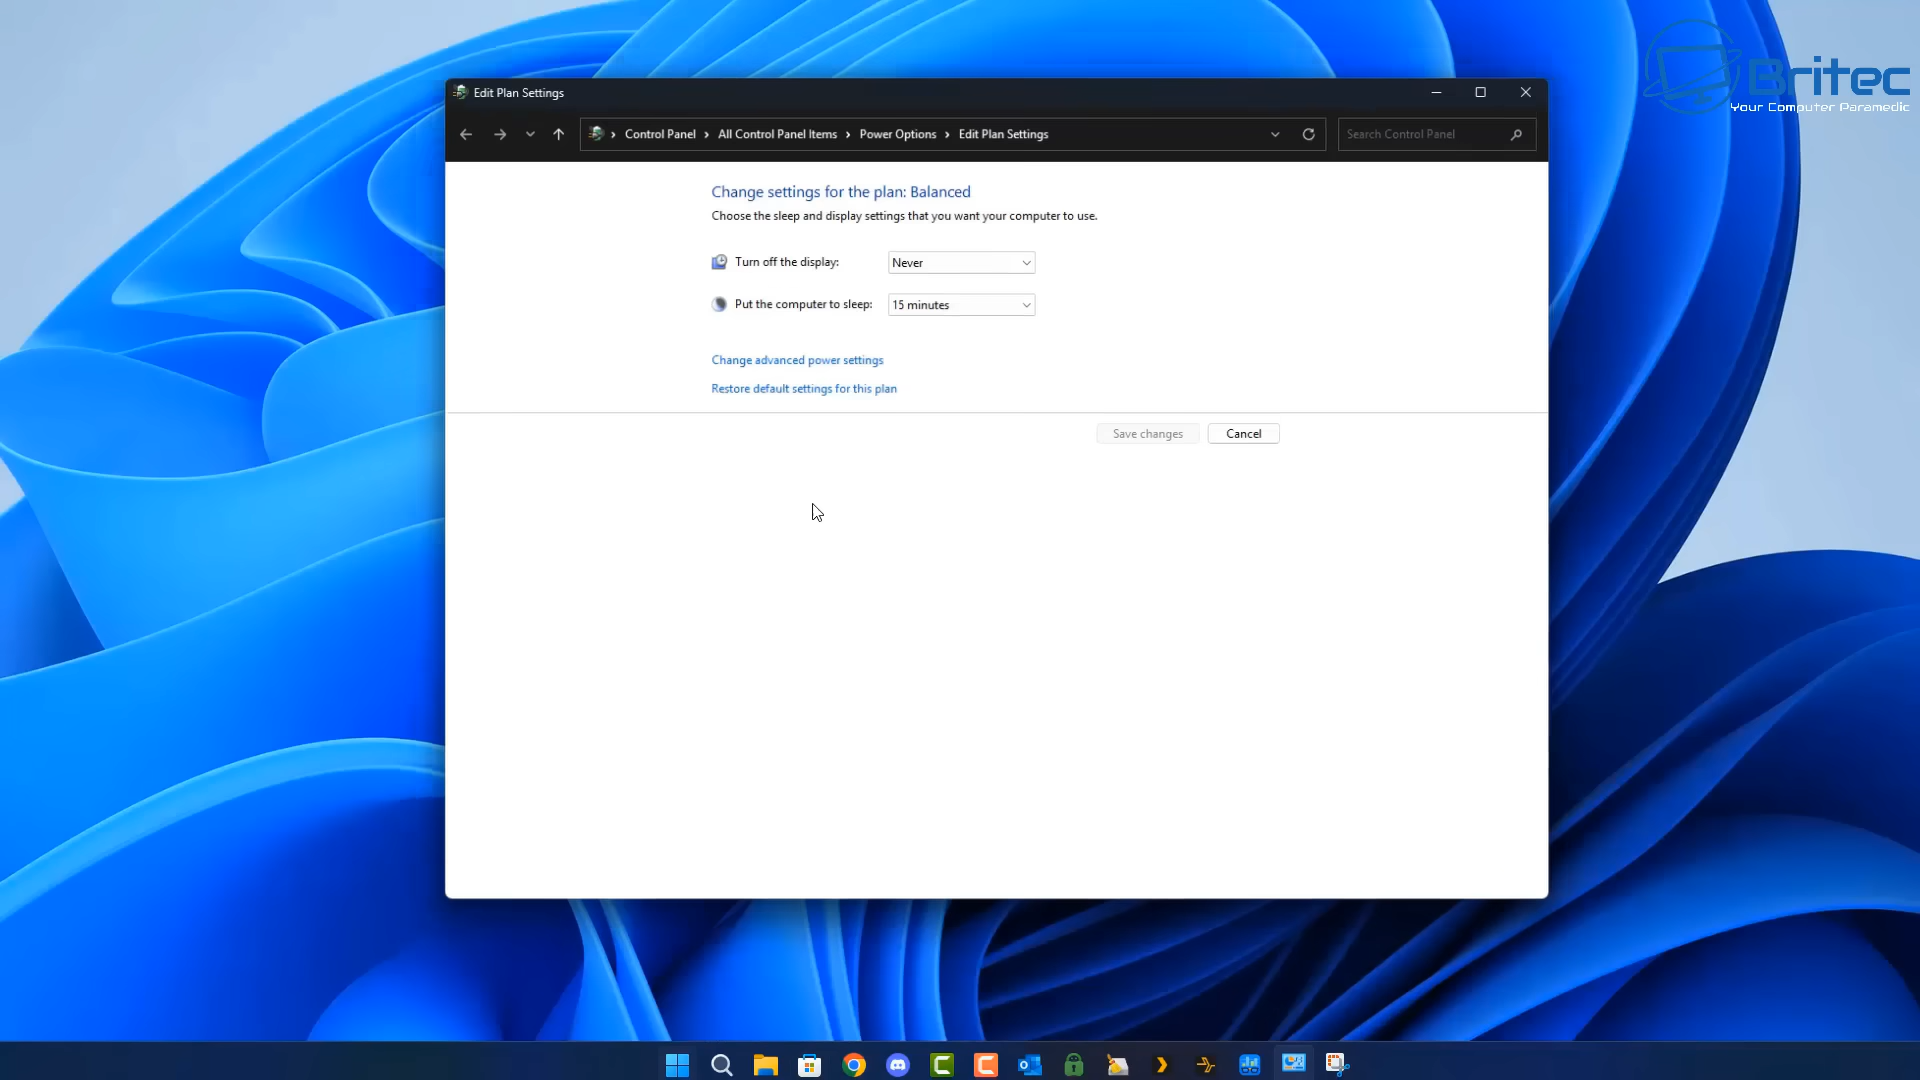 Britec
Your Computer Paramedic
Edit Plan Settings
Control Panel › All Control Panel Items › Power Options › Edit Plan Settings
Search Control Panel
Change settings for the plan: Balanced
Choose the sleep and display settings that you want your computer to use.
Turn off the display: Never
Put the computer to sleep: 15 minutes
Change advanced power settings
Restore default settings for this plan
Save changes Cancel